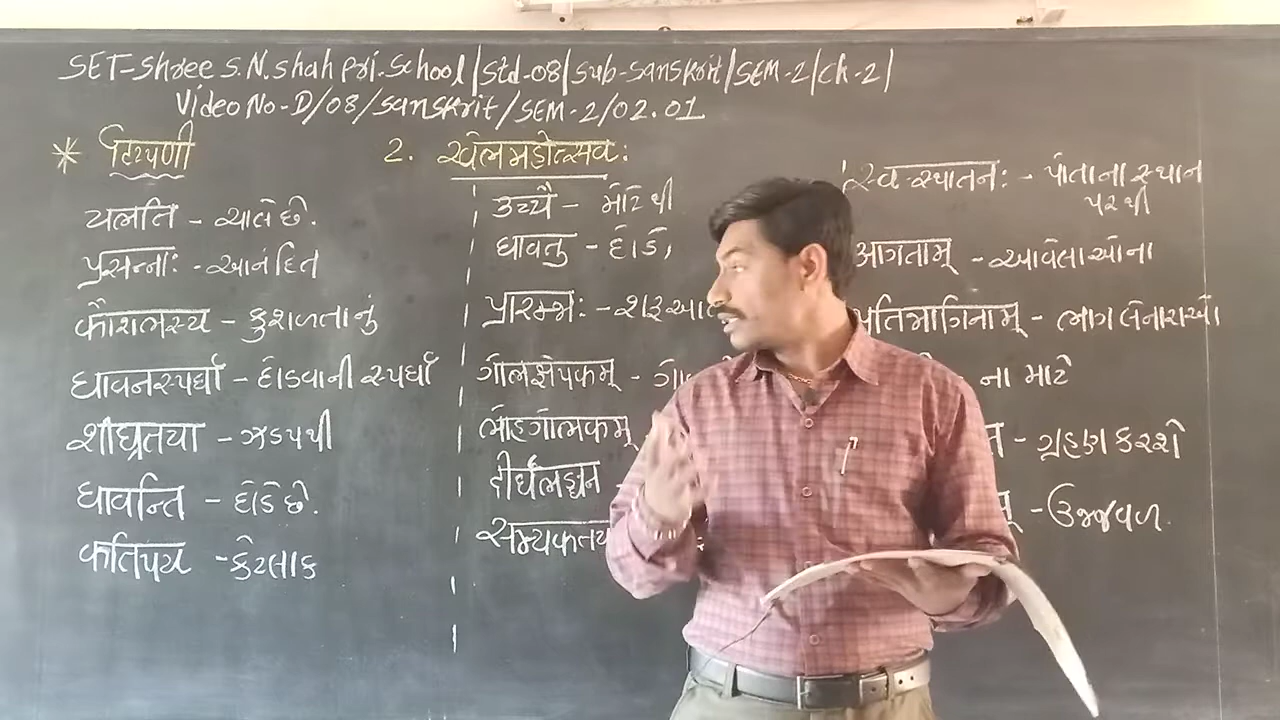 SET-Shree S.N.Shah pri.School/Std-08/Sub-Sanskrit/SEM-2/Ch-2/
Video No-D/08/Sanskrit/SEM-2/02.01
* टिप्पणी
2. खेलमहोत्सवः
चलति - ચાલે છે.
प्रसन्नाः - આનંદિત
कौशलस्य - કુશળતાનું
धावनस्पर्धा - દોડવાની સ્પર્ધા
शीघ्रतया - ઝડપથી
धावन्ति - દોડે છે.
कतिपय - કેટલાક
उच्चै - મોટેથી
धावतु - દોડો,
प्रारम्भः - શરૂઆત
गोलक्षेपकम् -
लोहगोलकम्
दीर्घलङ्घन
स्व-स्थातनः - પોતાના સ્થાન
પરથી
आगताम् - આવેલાઓના
प्रतिभागिनाम् - ભાગ લેનારાઓ
ના માટે
- ગ્રહણ કરશે
- ઉજ્જવળ